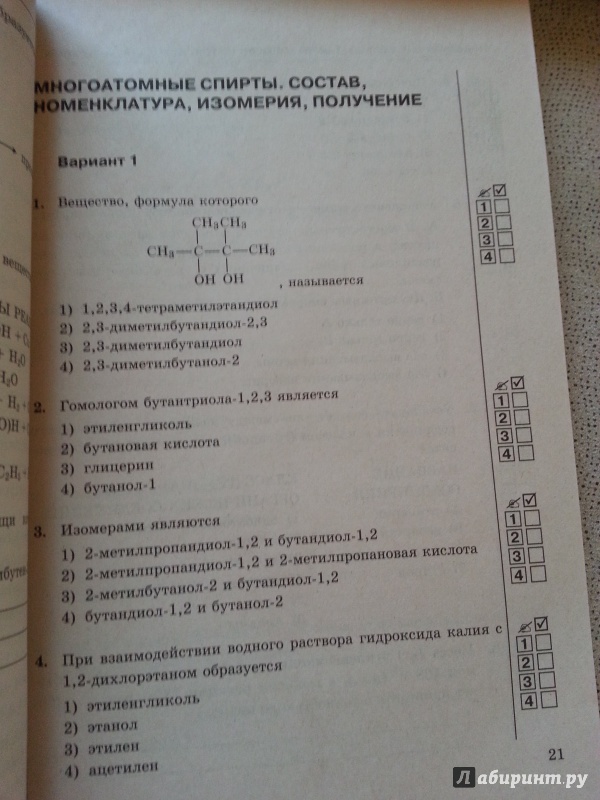 МНОГОАТОМНЫЕ СПИРТЫ. СОСТАВ,
НОМЕНКЛАТУРА, ИЗОМЕРИЯ, ПОЛУЧЕНИЕ
Вариант 1
1. Вещество, формула которого
CH₃CH₃
CH₃—C—C—CH₃
OH OH , называется
1) 1,2,3,4-тетраметилэтандиол
2) 2,3-диметилбутандиол-2,3
3) 2,3-диметилбутандиол
4) 2,3-диметилбутанол-2
1
2
3
4
2. Гомологом бутантриола-1,2,3 является
1) этиленгликоль
2) бутановая кислота
3) глицерин
4) бутанол-1
1
2
3
4
3. Изомерами являются
1) 2-метилпропандиол-1,2 и бутандиол-1,2
2) 2-метилпропандиол-1,2 и 2-метилпропановая кислота
3) 2-метилбутанол-2 и бутандиол-1,2
4) бутандиол-1,2 и бутанол-2
1
2
3
4
4. При взаимодействии водного раствора гидроксида калия с
1,2-дихлорэтаном образуется
1) этиленгликоль
2) этанол
3) этилен
4) ацетилен
1
2
3
4
21
Лабиринт.ру